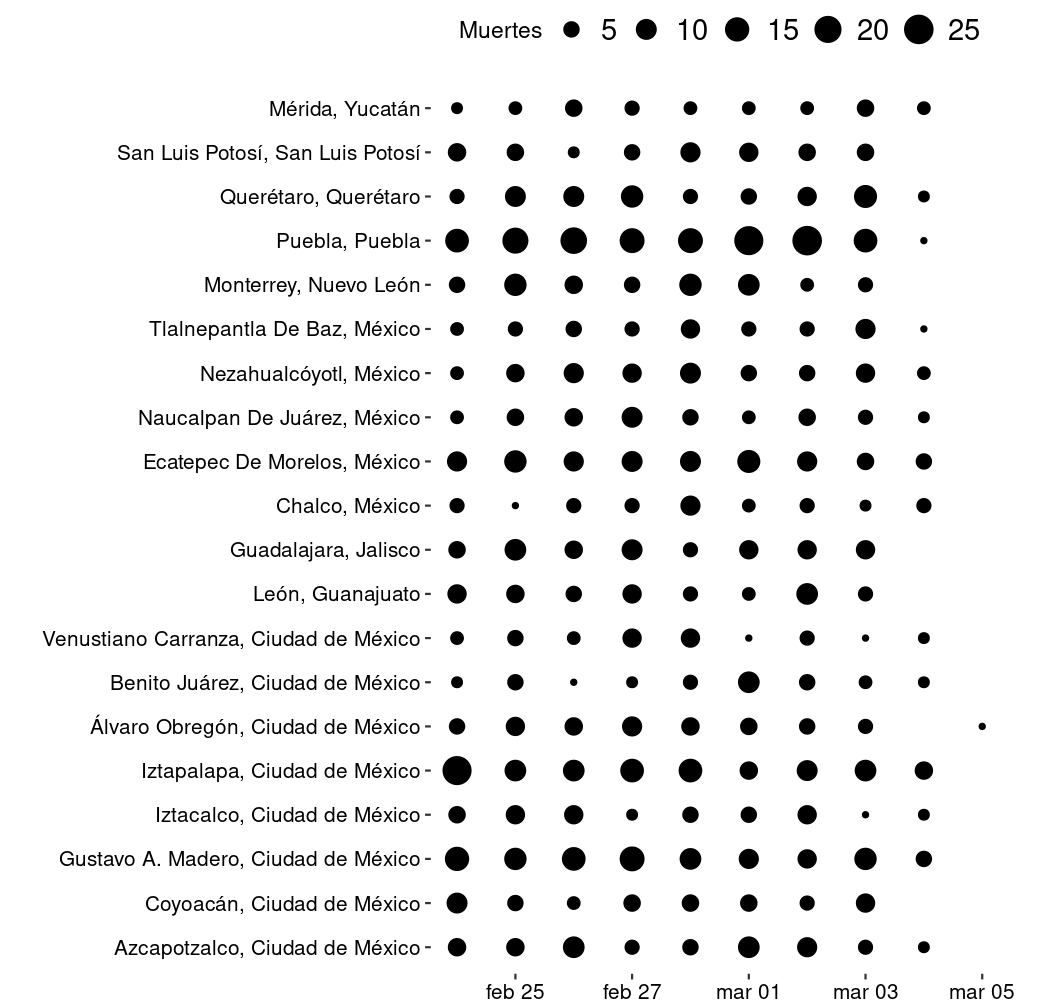 Muertes 5 10 15 20 25
Mérida, Yucatán
San Luis Potosí, San Luis Potosí
Querétaro, Querétaro
Puebla, Puebla
Monterrey, Nuevo León
Tlalnepantla De Baz, México
Nezahualcóyotl, México
Naucalpan De Juárez, México
Ecatepec De Morelos, México
Chalco, México
Guadalajara, Jalisco
León, Guanajuato
Venustiano Carranza, Ciudad de México
Benito Juárez, Ciudad de México
Álvaro Obregón, Ciudad de México
Iztapalapa, Ciudad de México
Iztacalco, Ciudad de México
Gustavo A. Madero, Ciudad de México
Coyoacán, Ciudad de México
Azcapotzalco, Ciudad de México
feb 25 feb 27 mar 01 mar 03 mar 05